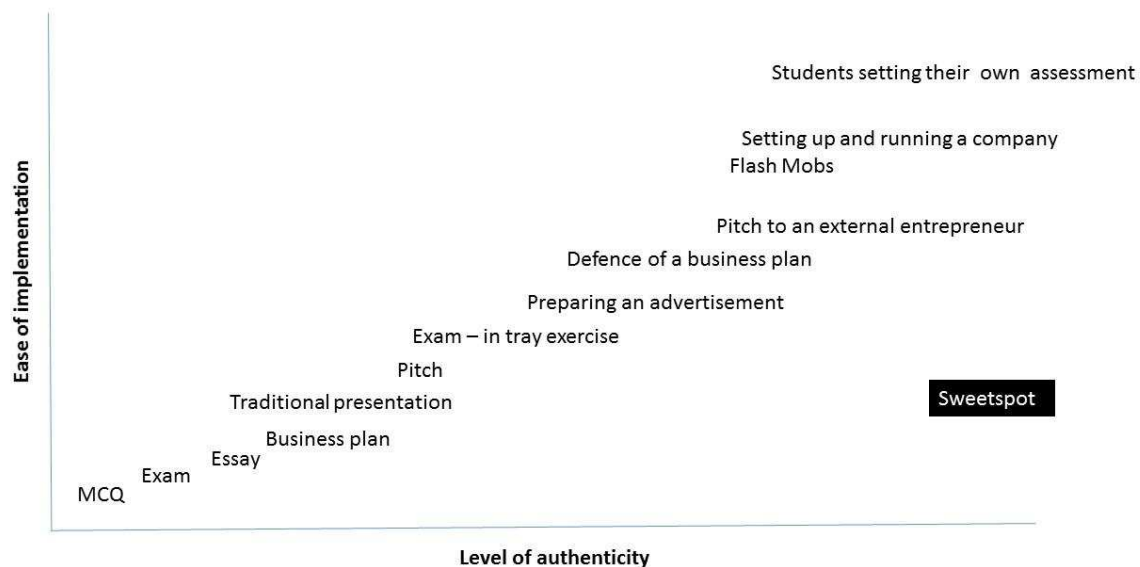 Students setting their own assessment
Setting up and running a company
Flash Mobs
Pitch to an external entrepreneur
Defence of a business plan
Preparing an advertisement
Exam – in tray exercise
Pitch
Traditional presentation
Sweetspot
Business plan
Essay
Exam
MCQ
Ease of implementation
Level of authenticity